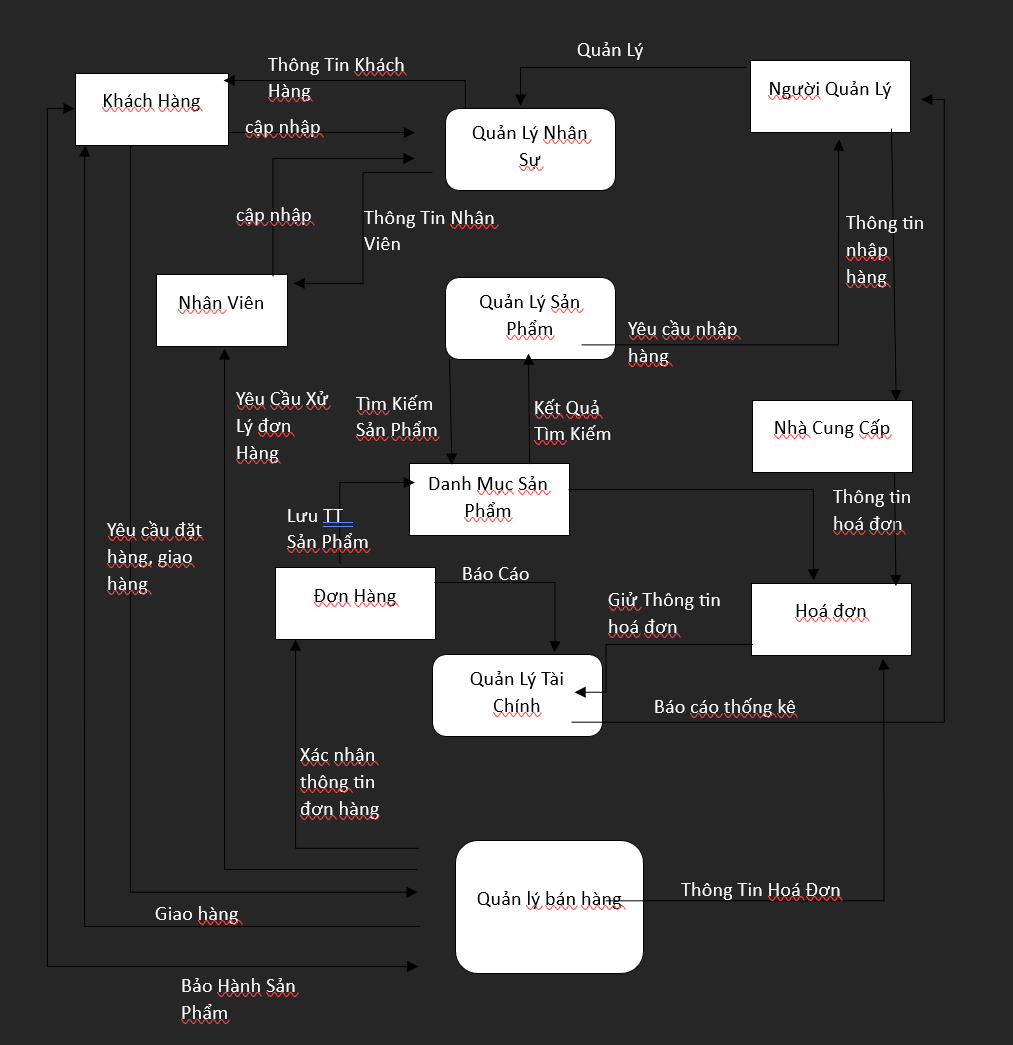 Quản Lý
Thông Tin Khách
Hàng
Khách Hàng
Người Quản Lý
cập nhập
Quản Lý Nhân
Sự
cập nhập
Thông Tin Nhân
Viên
Thông tin
nhập
hàng
Nhân Viên
Quản Lý Sản
Phẩm
Yêu cầu nhập
hàng
Yêu Cầu Xử
Lý đơn
Hàng
Tìm Kiếm
Sản Phẩm
Kết Quả
Tìm Kiếm
Nhà Cung Cấp
Danh Mục Sản
Phẩm
Thông tin
hoá đơn
Lưu TT
Sản Phẩm
Yêu cầu đặt
hàng, giao
hàng
Báo Cáo
Đơn Hàng
Giử Thông tin
hoá đơn
Hoá đơn
Quản Lý Tài
Chính
Báo cáo thống kê
Xác nhận
thông tin
đơn hàng
Quản lý bán hàng
Thông Tin Hoá Đơn
Giao hàng
Bảo Hành Sản
Phẩm